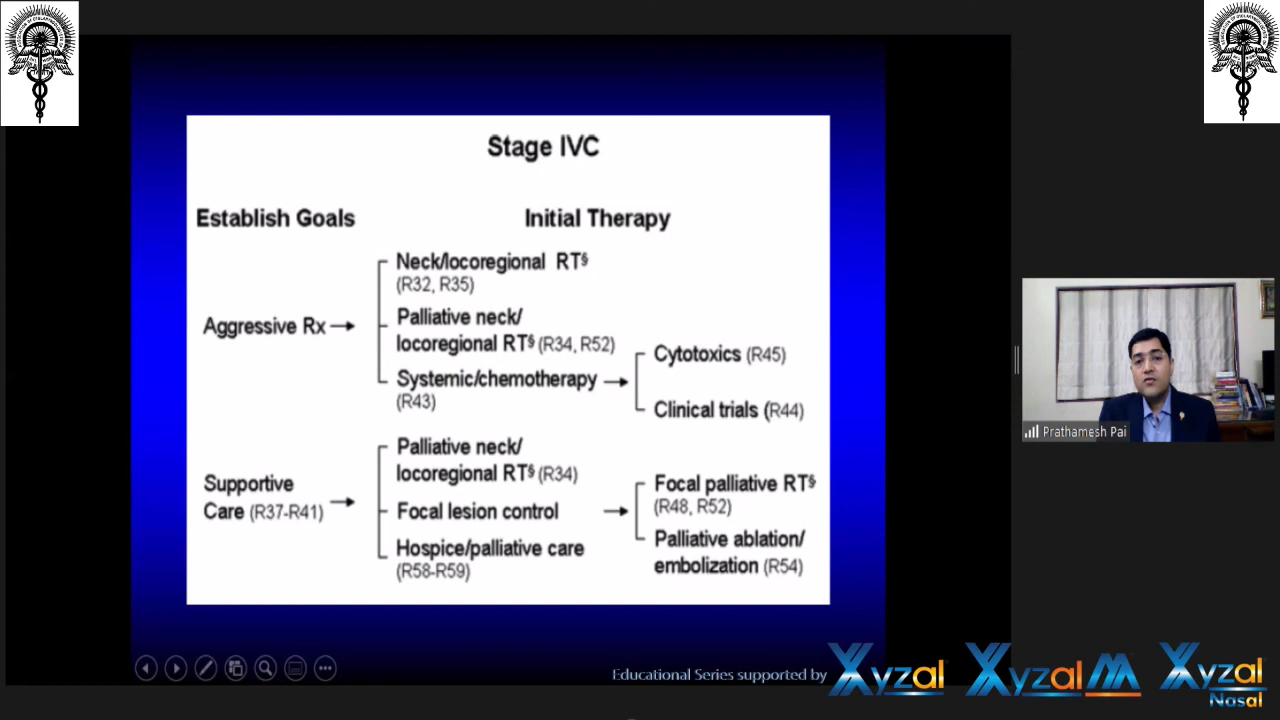 Stage IVC
Establish Goals
Initial Therapy
Aggressive Rx
Neck/locoregional RT§
(R32, R35)
Palliative neck/
locoregional RT§ (R34, R52)
Systemic/chemotherapy
(R43)
Cytotoxics (R45)
Clinical trials (R44)
Supportive
Care (R37-R41)
Palliative neck/
locoregional RT§ (R34)
Focal lesion control
Hospice/palliative care
(R58-R59)
Focal palliative RT§
(R48, R52)
Palliative ablation/
embolization (R54)
Prathamesh Pai
Educational Series supported by
Xyzal
Xyzal M
Xyzal
Nasal